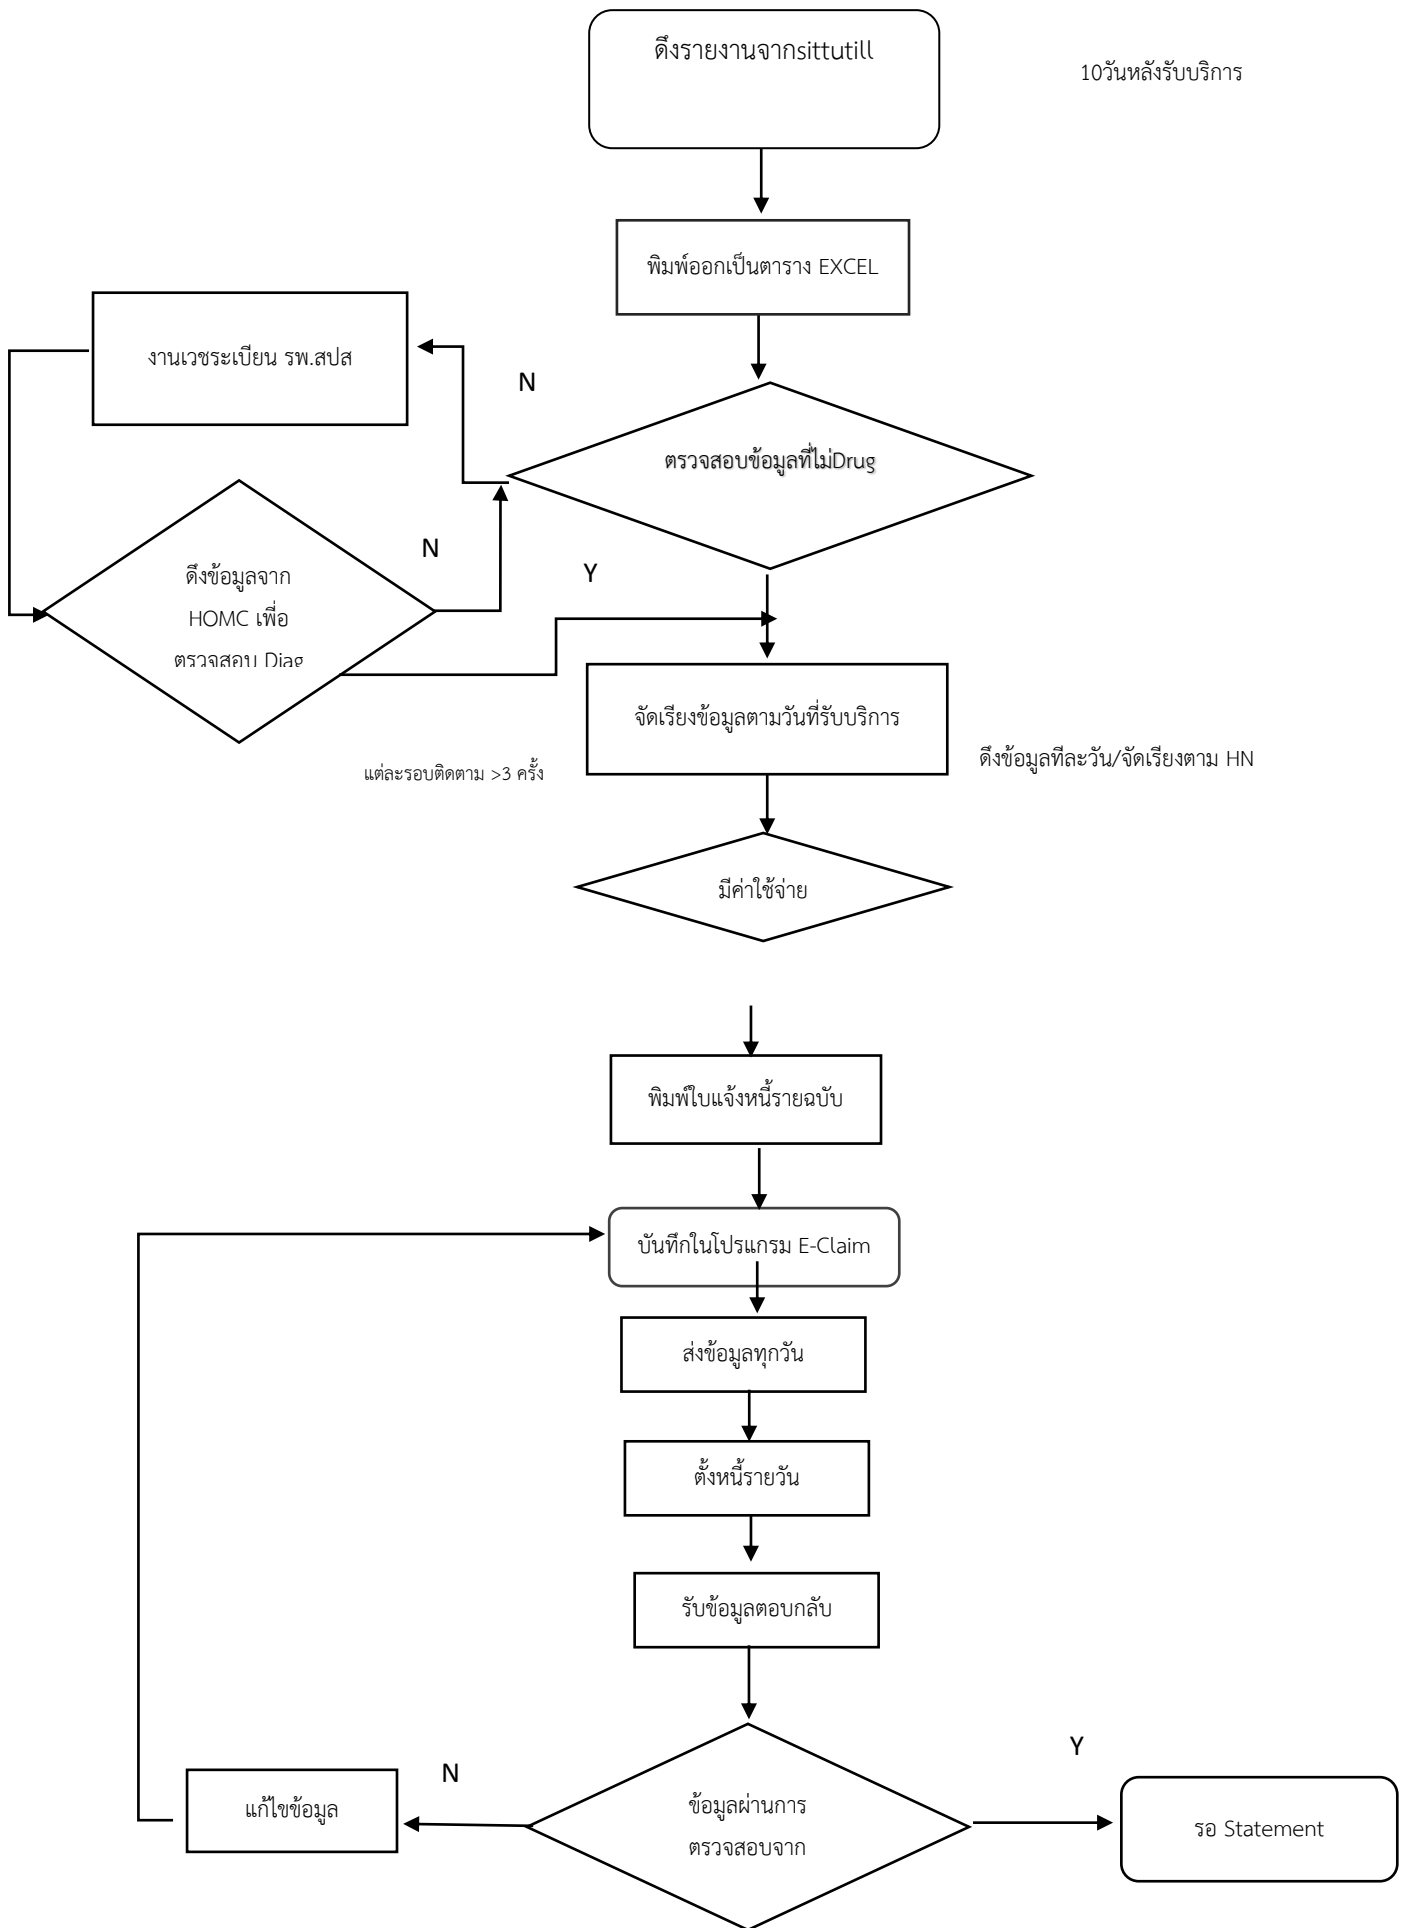 ดึงรายงานจากsittutill
10วันหลังรับบริการ
พิมพ์ออกเป็นตาราง EXCEL
งานเวชระเบียน รพ.สปส
N
ตรวจสอบข้อมูลที่ไม่Drug
N
Y
ดึงข้อมูลจาก
HOMC เพื่อ
ตรวจสอบ Diag
จัดเรียงข้อมูลตามวันที่รับบริการ
ดึงข้อมูลทีละวัน/จัดเรียงตาม HN
แต่ละรอบติดตาม >3 ครั้ง
มีค่าใช้จ่าย
พิมพ์ใบแจ้งหนี้รายฉบับ
บันทึกในโปรแกรม E-Claim
ส่งข้อมูลทุกวัน
ตั้งหนี้รายวัน
รับข้อมูลตอบกลับ
Y
N
แก้ไขข้อมูล
ข้อมูลผ่านการ
ตรวจสอบจาก
รอ Statement